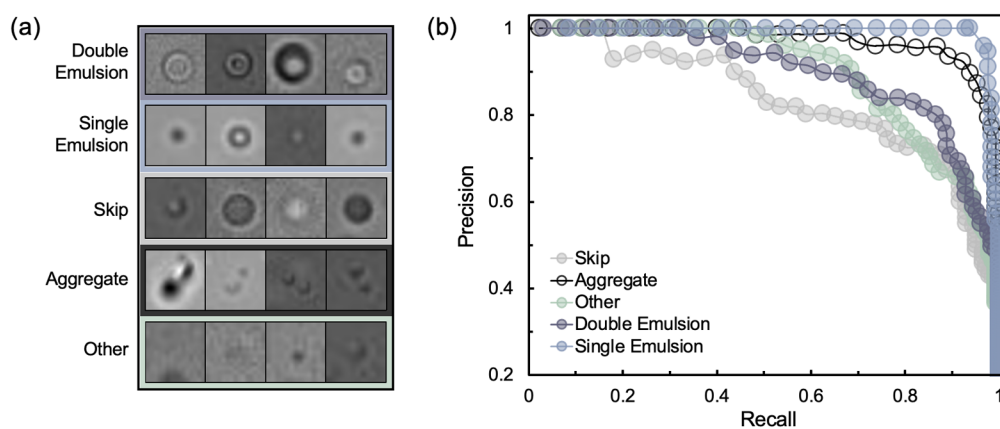 (a)
Double
Emulsion
Single
Emulsion
Skip
Aggregate
Other
(b)
1
0.8
0.6
0.4
0.2
Precision
Skip
Aggregate
Other
Double Emulsion
Single Emulsion
0
0.2
0.4
0.6
0.8
1
Recall